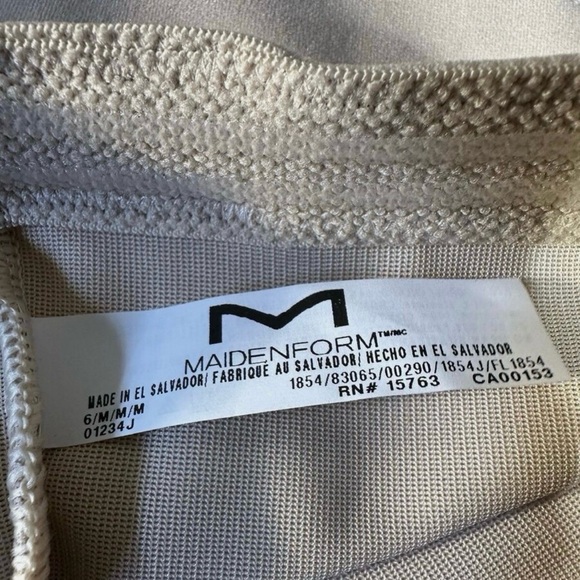 M
MAIDENFORM™/MC
MADE IN EL SALVADOR/ FABRIQUE AU SALVADOR/ HECHO EN EL SALVADOR
6/M/M/M 1854/83065/00290/1854J/FL1854
01234J RN# 15763 CA00153